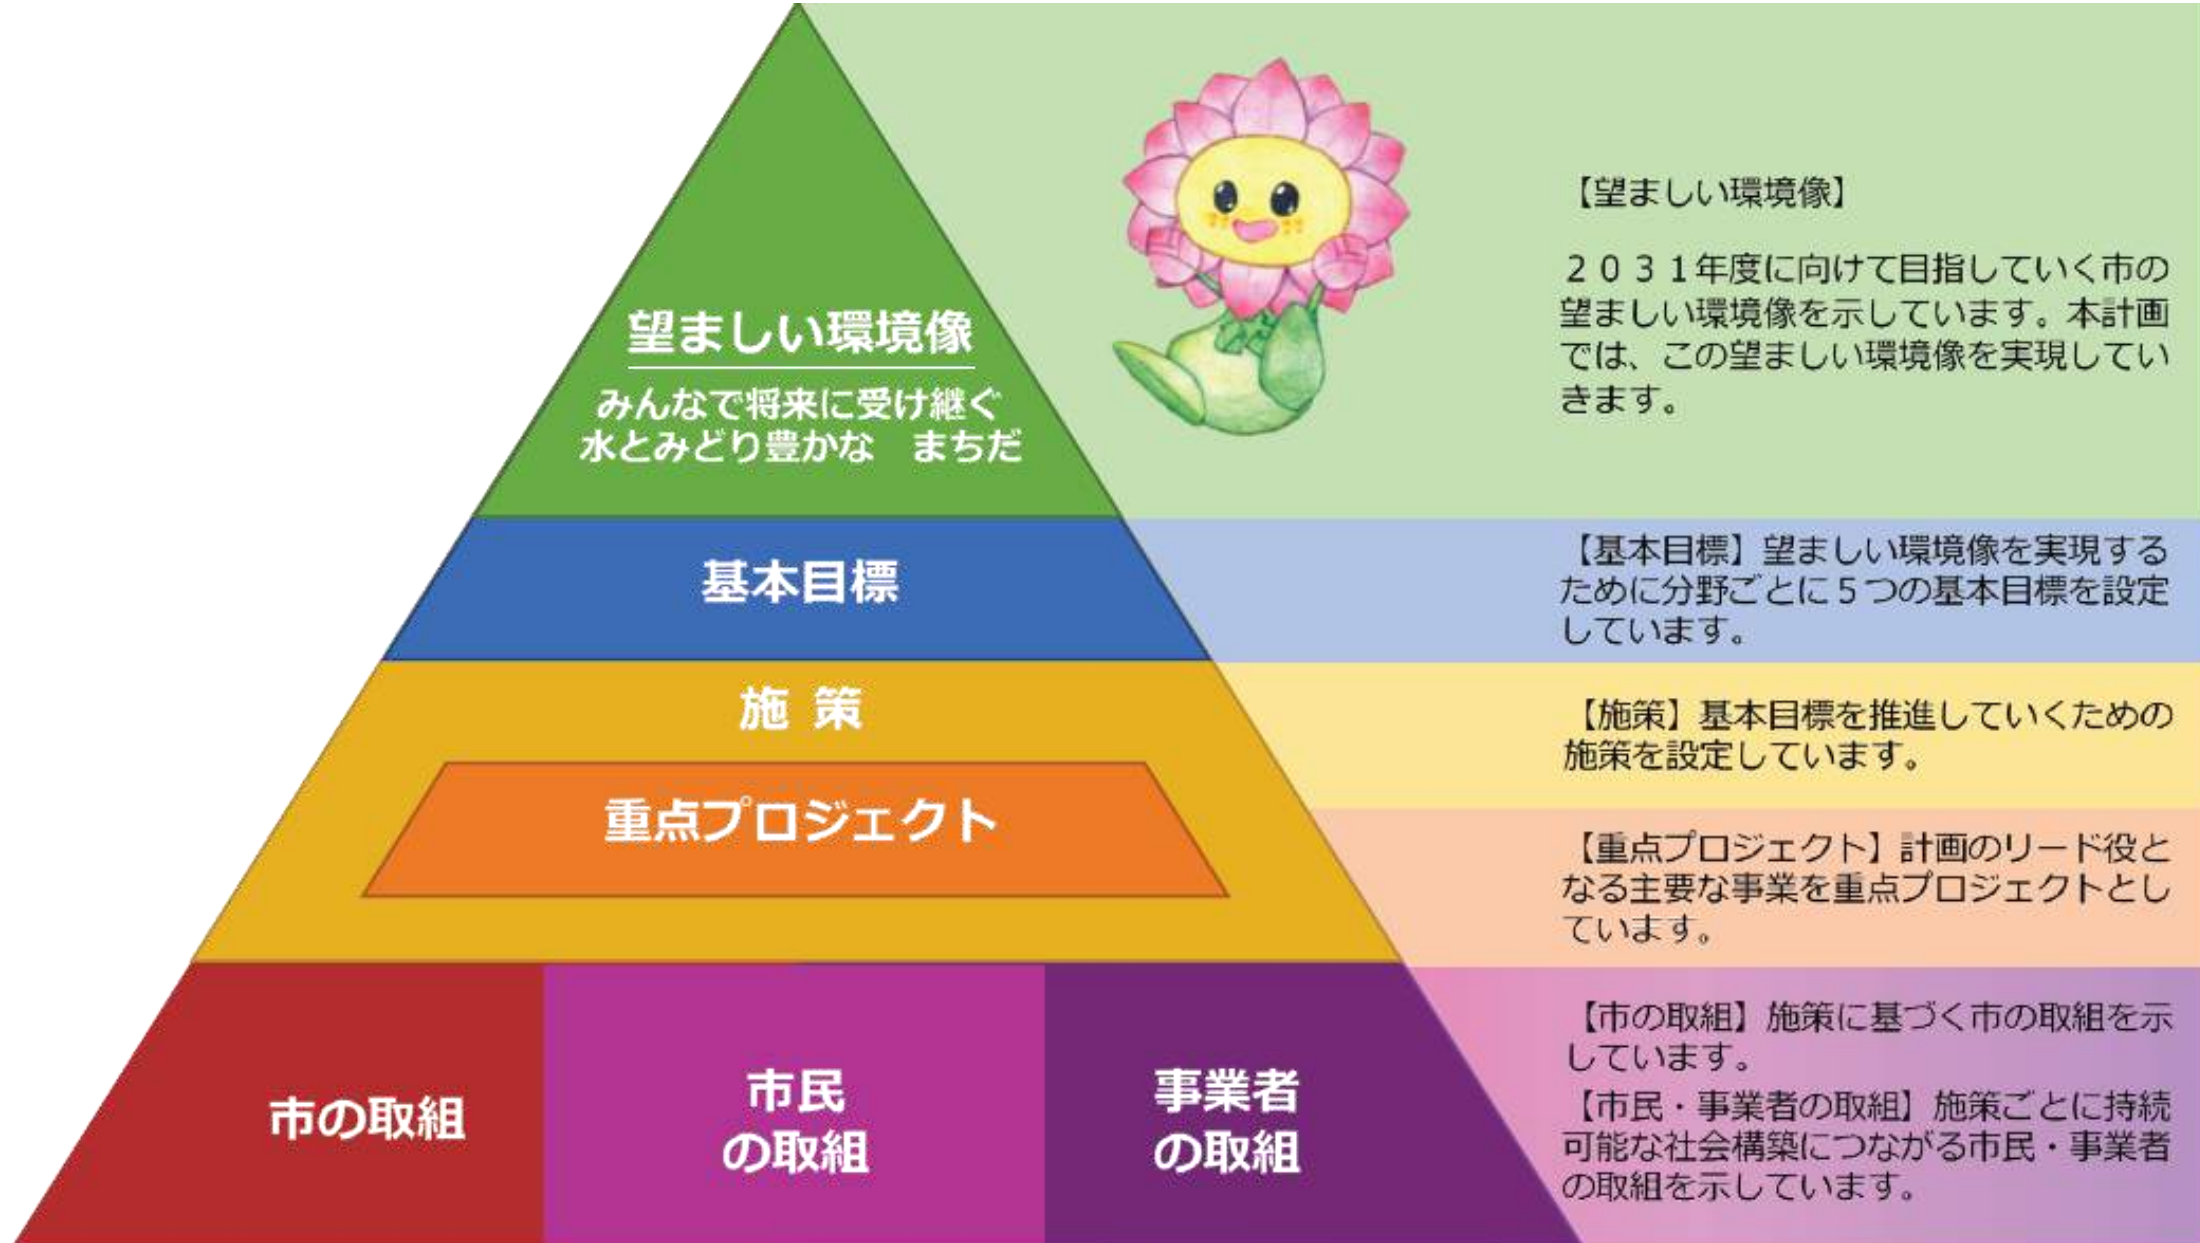 望ましい環境像
みんなで将来に受け継ぐ
水とみどり豊かな　まちだ
基本目標
施 策
重点プロジェクト
市の取組
市民
の取組
事業者
の取組
【望ましい環境像】
２０３１年度に向けて目指していく市の
望ましい環境像を示しています。本計画
では、この望ましい環境像を実現してい
きます。
【基本目標】望ましい環境像を実現する
ために分野ごとに５つの基本目標を設定
しています。
【施策】基本目標を推進していくための
施策を設定しています。
【重点プロジェクト】計画のリード役と
なる主要な事業を重点プロジェクトとし
ています。
【市の取組】施策に基づく市の取組を示
しています。
【市民・事業者の取組】施策ごとに持続
可能な社会構築につながる市民・事業者
の取組を示しています。